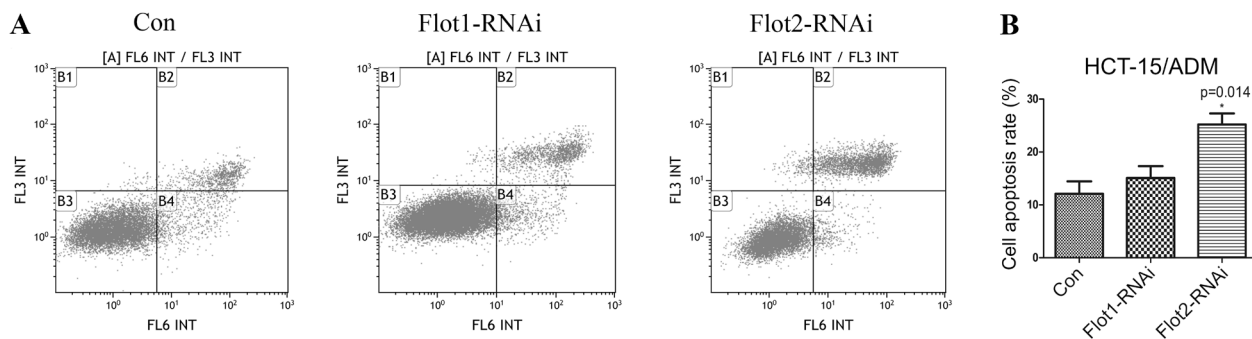 A
Con
Flot1-RNAi
Flot2-RNAi
B
[A] FL6 INT / FL3 INT
10³
10²
10¹
10⁰
FL3 INT
B1
B2
B3
B4
10⁰
10¹
10²
10³
FL6 INT
[A] FL6 INT / FL3 INT
10³
10²
10¹
10⁰
FL3 INT
B1
B2
B3
B4
10⁰
10¹
10²
10³
FL6 INT
[A] FL6 INT / FL3 INT
10³
10²
10¹
10⁰
FL3 INT
B1
B2
B3
B4
10⁰
10¹
10²
10³
FL6 INT
HCT-15/ADM
p=0.014
*
Cell apoptosis rate (%)
30
20
10
0
Con
Flot1-RNAi
Flot2-RNAi